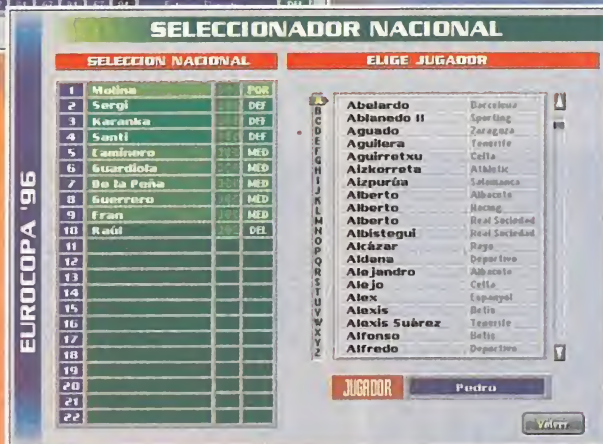 SELECCIONADOR NACIONAL
SELECCION NACIONAL
ELIGE JUGADOR
EUROCOPA '96
1 Molina POR
2 Sergi DEF
3 Karanka DEF
4 Santi DEF
5 Caminero MED
6 Guardiola MED
7 De la Peña MED
8 Guerrero MED
9 Fran MED
10 Raúl DEL
11
12
13
14
15
16
17
18
19
20
21
22
A
B
C
D
E
F
G
H
I
J
K
L
M
N
O
P
Q
R
S
T
U
V
W
X
Y
Z
Abelardo Barcelona
Ablanedo II Sporting
Aguado Zaragoza
Aguilera Tenerife
Aguirretxu Celta
Aizkorreta Athletic
Aizpurúa Salamanca
Alberto Albacete
Alberto Racing
Alberto Real Sociedad
Albistegui Real Sociedad
Alcázar Rayo
Aldana Deportivo
Alejandro Albacete
Alejo Celta
Alex Espanyol
Alexis Betis
Alexis Suárez Tenerife
Alfonso Betis
Alfredo Deportivo
JUGADOR Pedro
Volver